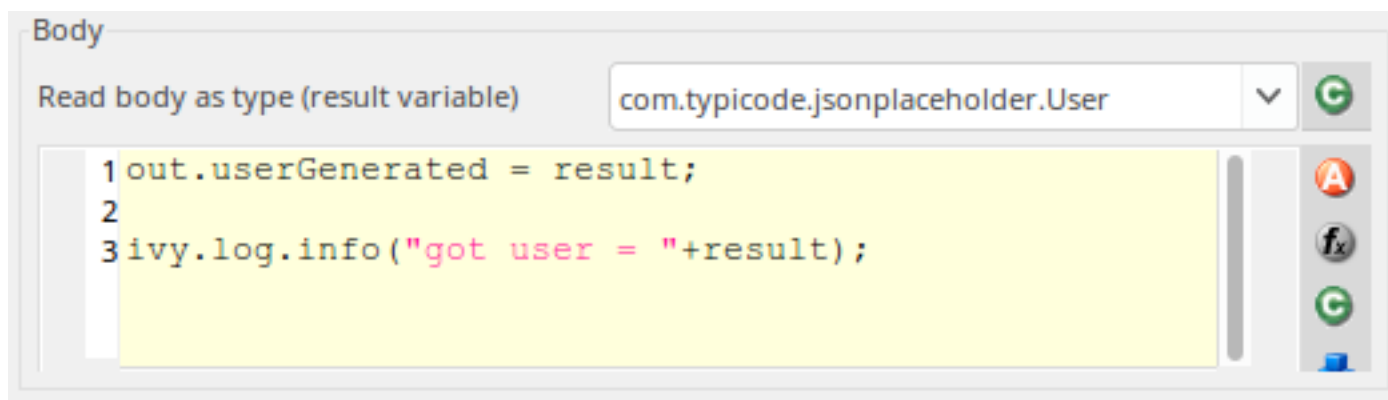 Body
Read body as type (result variable) com.typicode.jsonplaceholder.User C
1 out.userGenerated = result; A
2
3 ivy.log.info("got user = "+result); fx
C